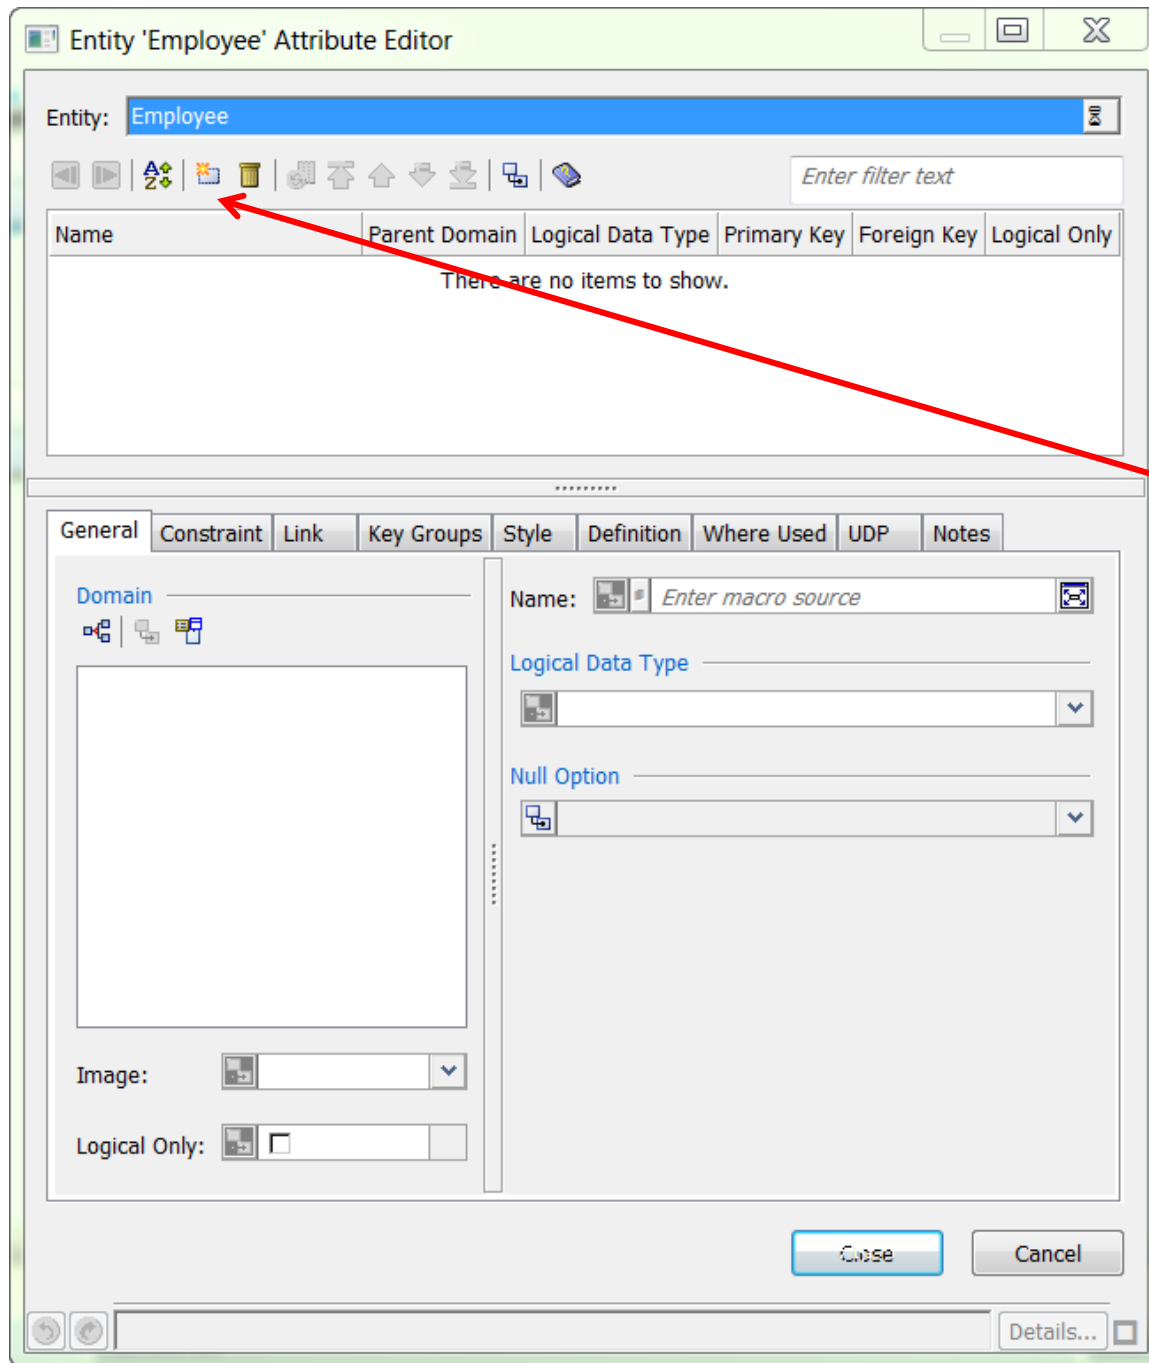 Entity 'Employee' Attribute Editor
Entity: Employee
Enter filter text
Name Parent Domain Logical Data Type Primary Key Foreign Key Logical Only
There are no items to show.
General Constraint Link Key Groups Style Definition Where Used UDP Notes
Domain
Name: Enter macro source
Logical Data Type
Null Option
Image:
Logical Only:
Close Cancel
Details...